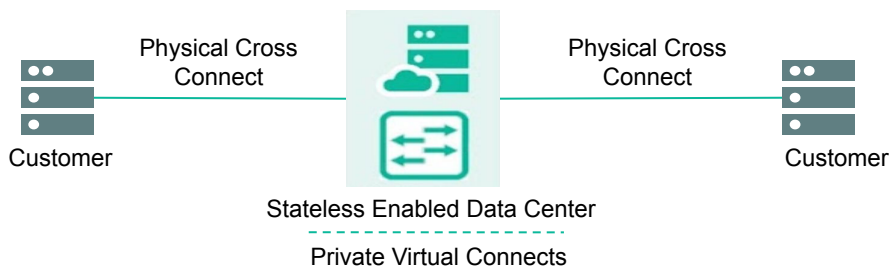 Physical Cross
Connect
Physical Cross
Connect
Customer
Customer
Stateless Enabled Data Center
Private Virtual Connects